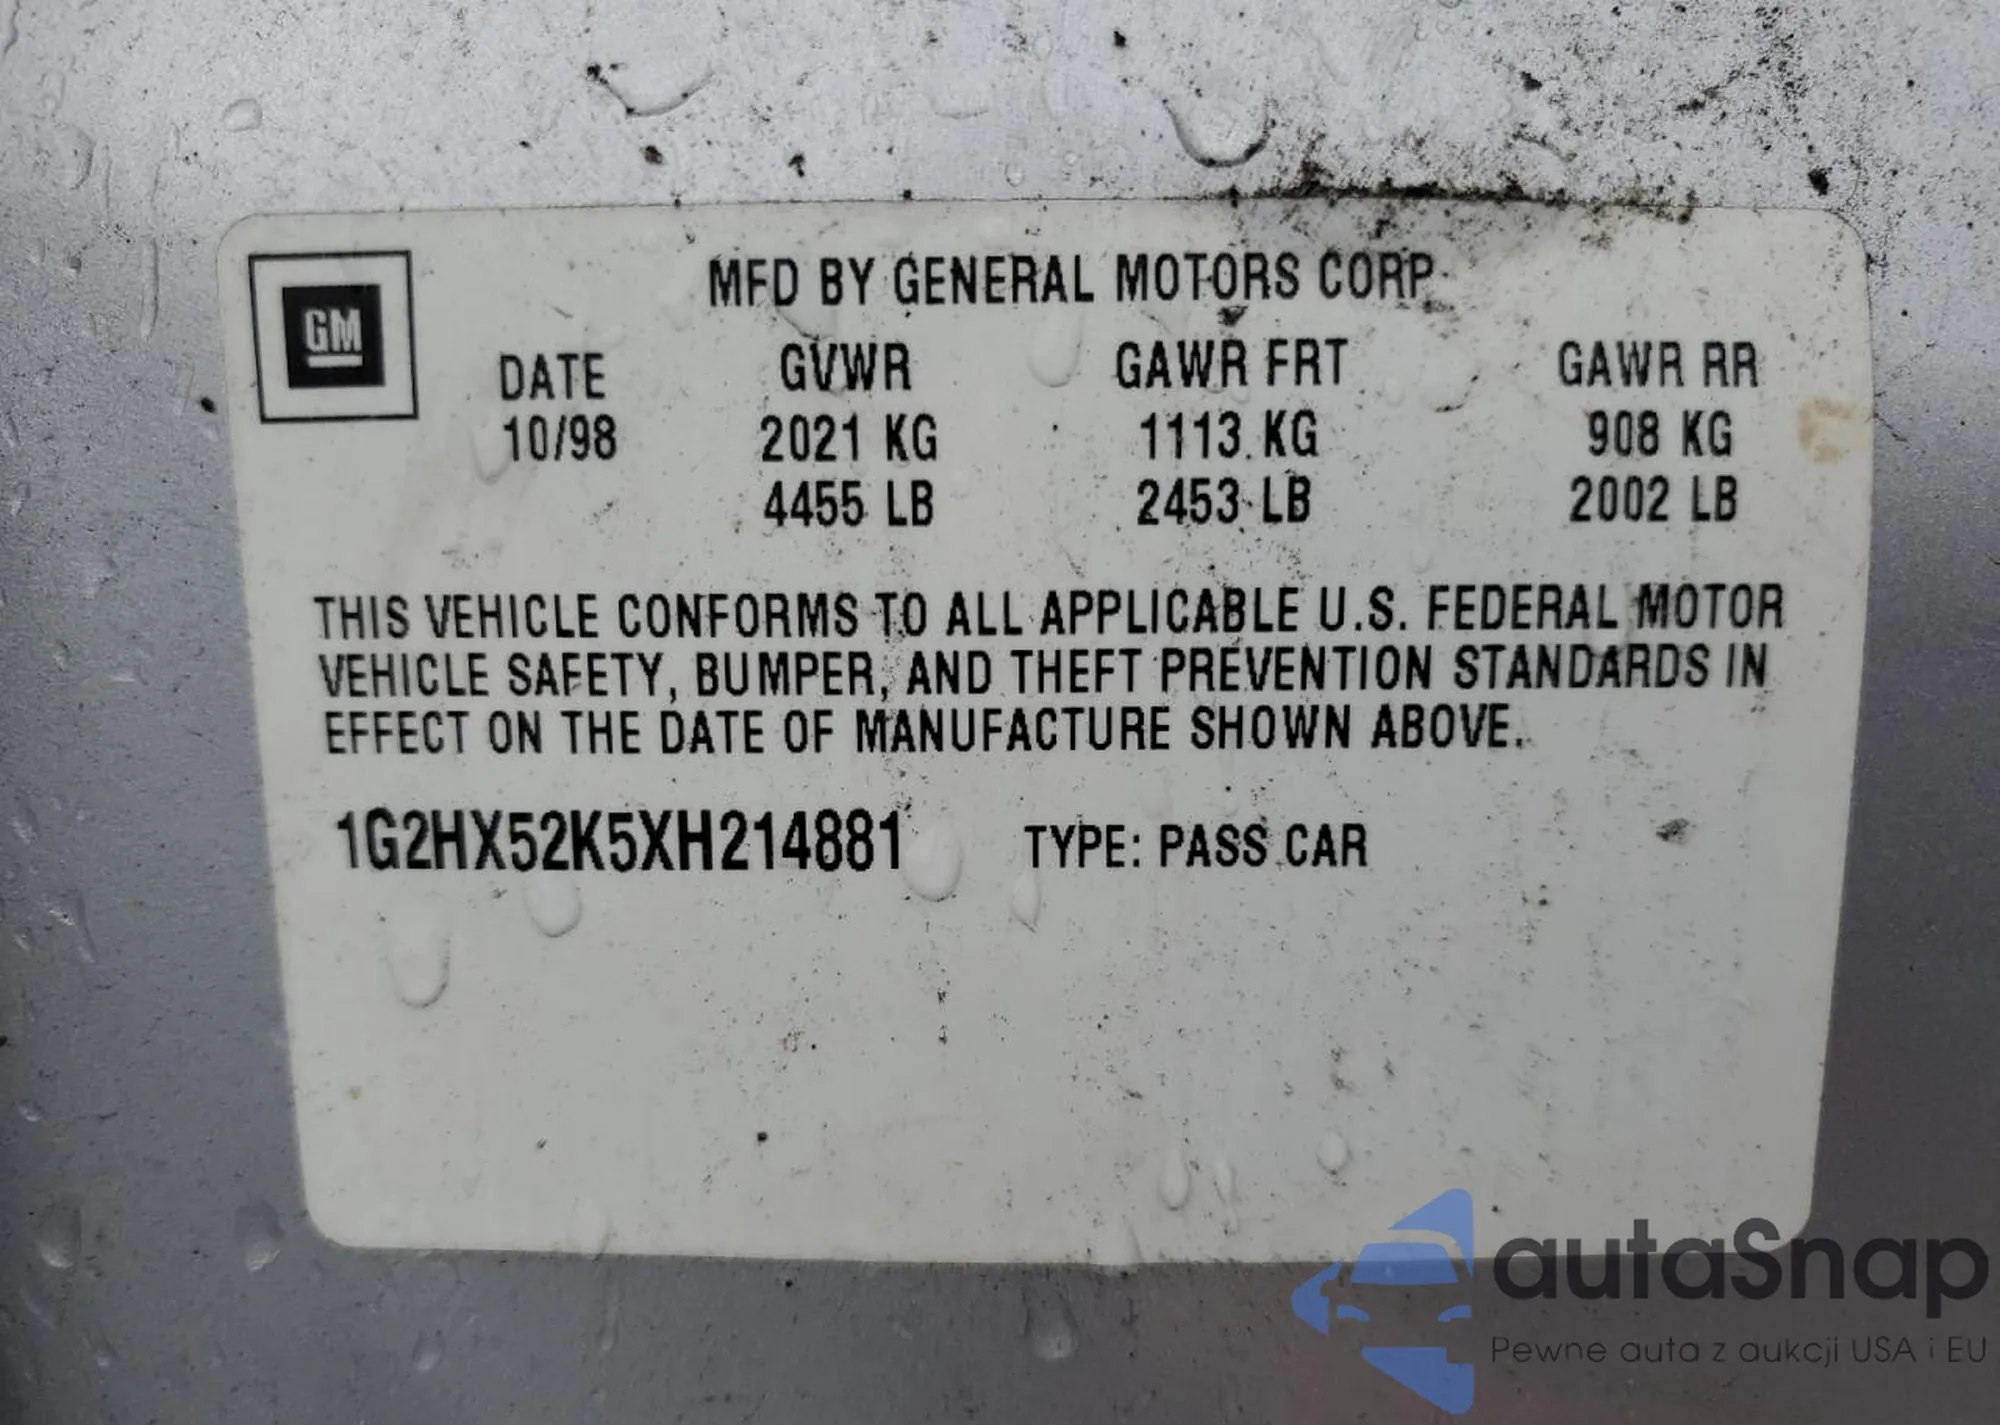 GM
MFD BY GENERAL MOTORS CORP
DATE GVWR GAWR FRT GAWR RR
10/98 2021 KG 1113 KG 908 KG
4455 LB 2453 LB 2002 LB
THIS VEHICLE CONFORMS TO ALL APPLICABLE U.S. FEDERAL MOTOR
VEHICLE SAFETY, BUMPER, AND THEFT PREVENTION STANDARDS IN
EFFECT ON THE DATE OF MANUFACTURE SHOWN ABOVE.
1G2HX52K5XH214881 TYPE: PASS CAR
autaSnap
Pewne auta z aukcji USA i EU